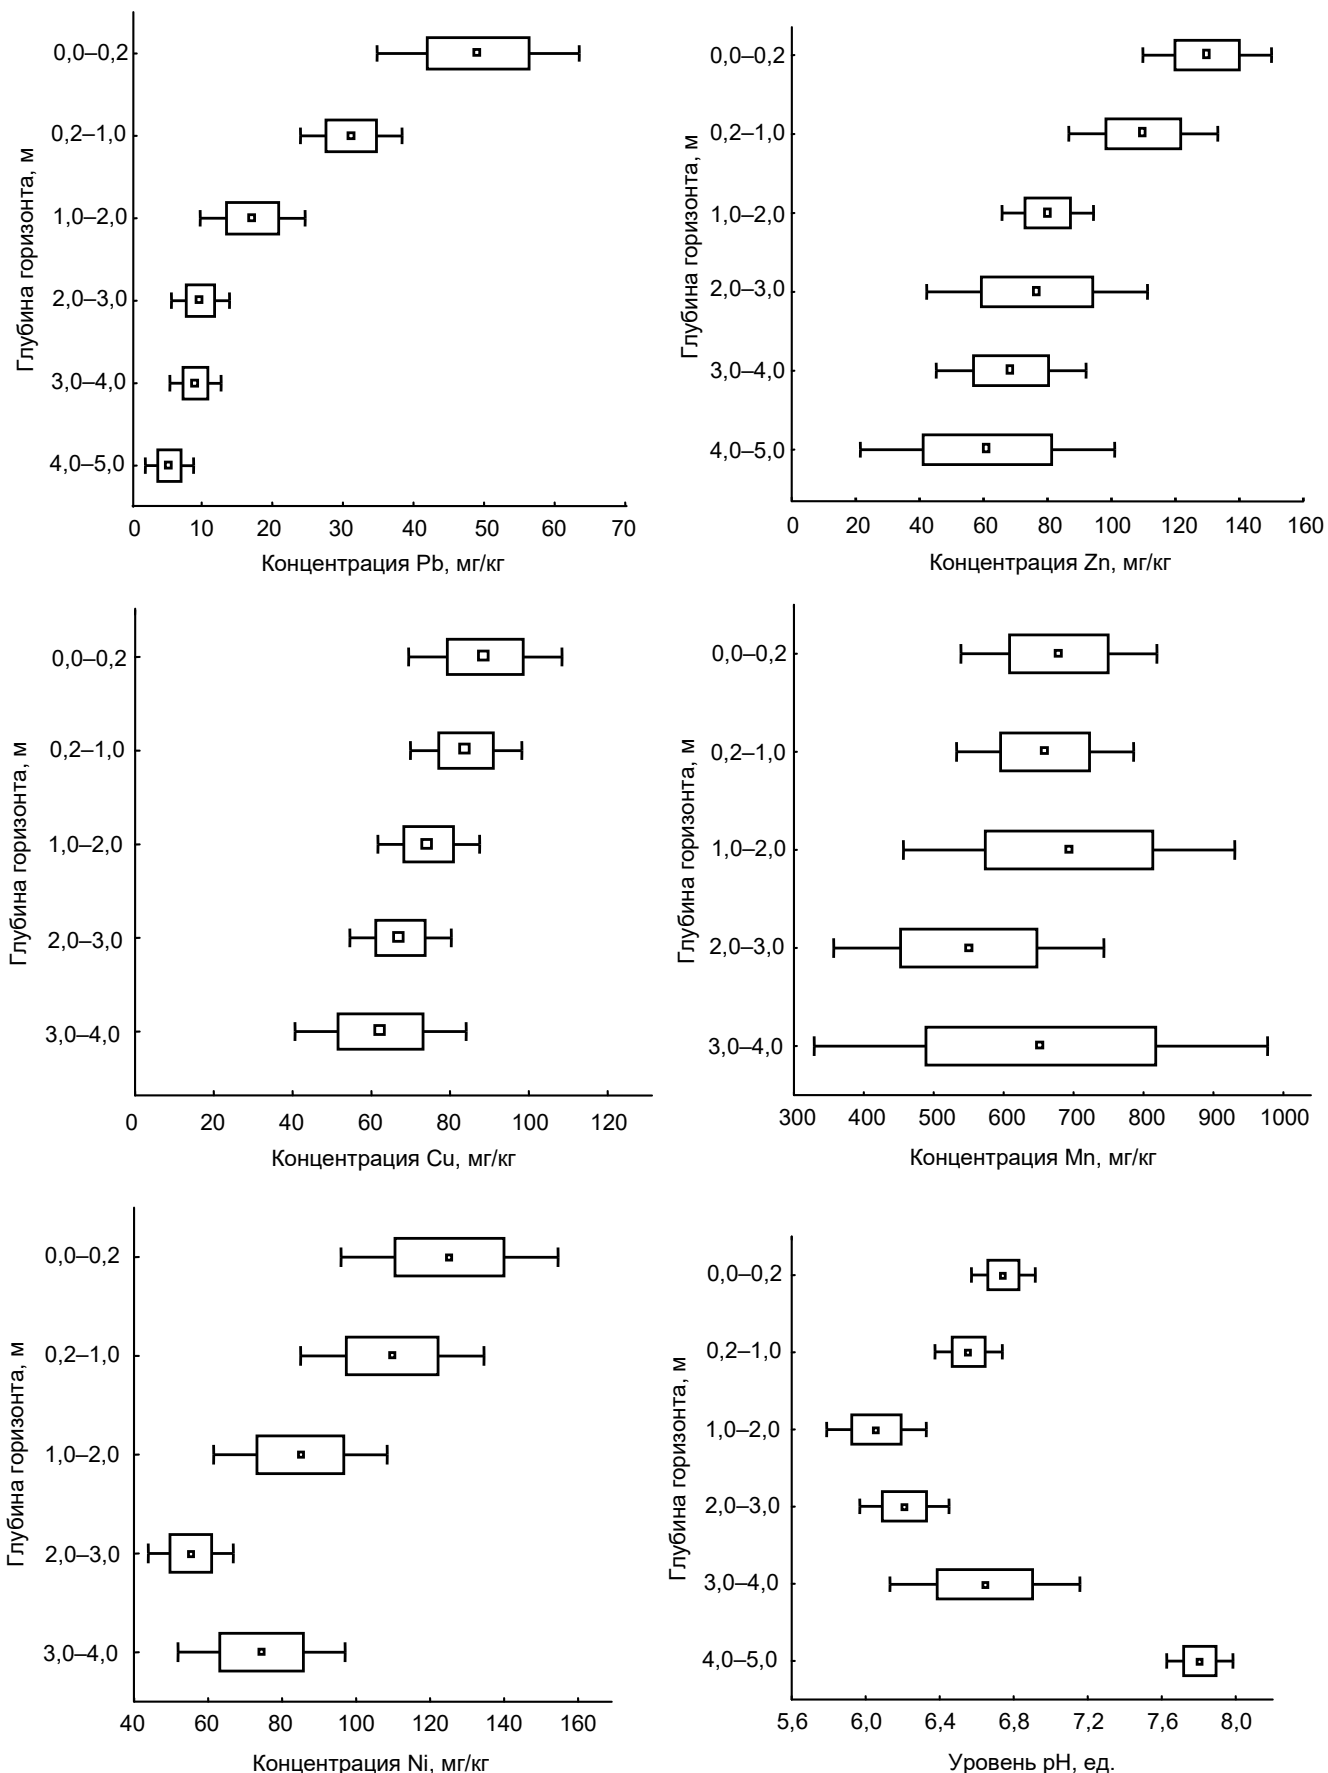 Глубина горизонта, м
0,0–0,2
0,2–1,0
1,0–2,0
2,0–3,0
3,0–4,0
4,0–5,0
0 10 20 30 40 50 60 70
Концентрация Pb, мг/кг
Глубина горизонта, м
0,0–0,2
0,2–1,0
1,0–2,0
2,0–3,0
3,0–4,0
4,0–5,0
0 20 40 60 80 100 120 140 160
Концентрация Zn, мг/кг
Глубина горизонта, м
0,0–0,2
0,2–1,0
1,0–2,0
2,0–3,0
3,0–4,0
0 20 40 60 80 100 120
Концентрация Cu, мг/кг
Глубина горизонта, м
0,0–0,2
0,2–1,0
1,0–2,0
2,0–3,0
3,0–4,0
300 400 500 600 700 800 900 1000
Концентрация Mn, мг/кг
Глубина горизонта, м
0,0–0,2
0,2–1,0
1,0–2,0
2,0–3,0
3,0–4,0
40 60 80 100 120 140 160
Концентрация Ni, мг/кг
Глубина горизонта, м
0,0–0,2
0,2–1,0
1,0–2,0
2,0–3,0
3,0–4,0
4,0–5,0
5,6 6,0 6,4 6,8 7,2 7,6 8,0
Уровень pH, ед.